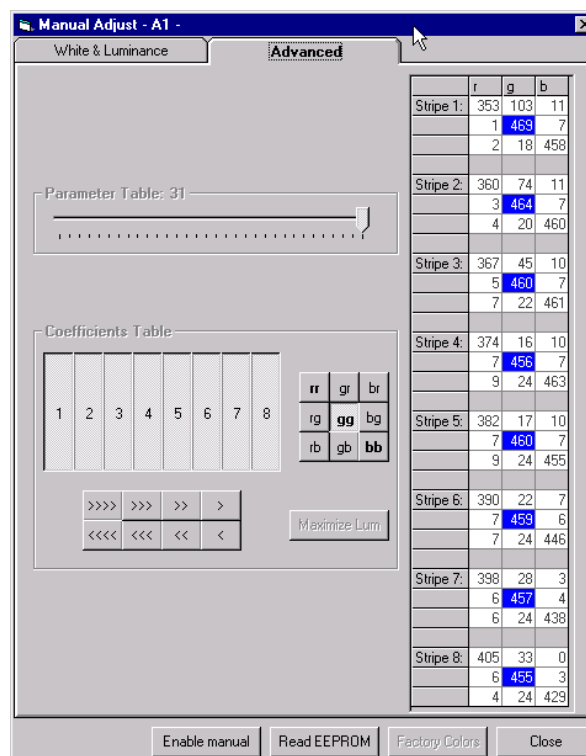 Manual Adjust - A1 -
White & Luminance
Advanced
Parameter Table: 31
Coefficients Table
1 2 3 4 5 6 7 8
rr gr br
rg gg bg
rb gb bb
>>>> >>> >> >
<<<< <<< << <
Maximize Lum
r g b
Stripe 1: 353 103 11
1 469 7
2 18 458
Stripe 2: 360 74 11
3 464 7
4 20 460
Stripe 3: 367 45 10
5 460 7
7 22 461
Stripe 4: 374 16 10
7 456 7
9 24 463
Stripe 5: 382 17 10
7 460 7
9 24 455
Stripe 6: 390 22 7
7 459 6
7 24 446
Stripe 7: 398 28 3
6 457 4
6 24 438
Stripe 8: 405 33 0
6 455 3
4 24 429
Enable manual Read EEPROM Factory Colors Close